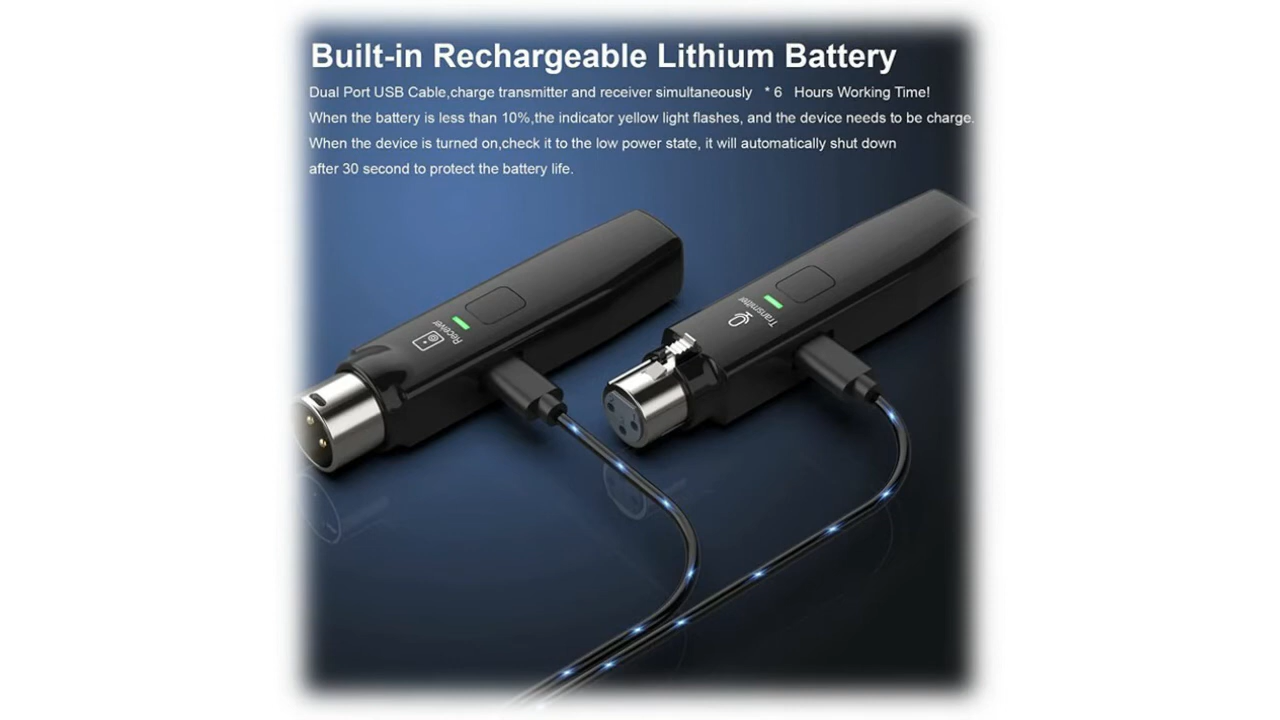 Built-in Rechargeable Lithium Battery
Dual Port USB Cable,charge transmitter and receiver simultaneously * 6 Hours Working Time!
When the battery is less than 10%,the indicator yellow light flashes, and the device needs to be charge.
When the device is turned on,check it to the low power state, it will automatically shut down
after 30 second to protect the battery life.
Receiver
Transmitter